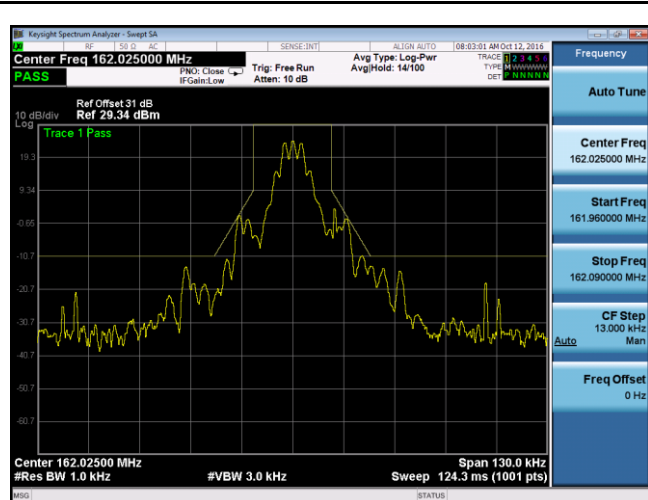 Keysight Spectrum Analyzer - Swept SA
RF 50 Ω AC SENSE:INT ALIGN AUTO 08:03:01 AM Oct 12, 2016
Center Freq 162.025000 MHz
PASS
PNO: Close
IFGain:Low
Trig: Free Run
Atten: 10 dB
Avg Type: Log-Pwr
Avg|Hold: 14/100
TRACE 1 2 3 4 5 6
TYPE M W W W W W
DET P N N N N N
Ref Offset 31 dB
10 dB/div Ref 29.34 dBm
Log
Trace 1 Pass
19.3
9.34
-0.65
-10.7
-20.7
-30.7
-40.7
-50.7
-60.7
Center 162.02500 MHz Span 130.0 kHz
#Res BW 1.0 kHz #VBW 3.0 kHz Sweep 124.3 ms (1001 pts)
MSG STATUS
Frequency
Auto Tune
Center Freq
162.025000 MHz
Start Freq
161.960000 MHz
Stop Freq
162.090000 MHz
CF Step
13.000 kHz
Auto Man
Freq Offset
0 Hz